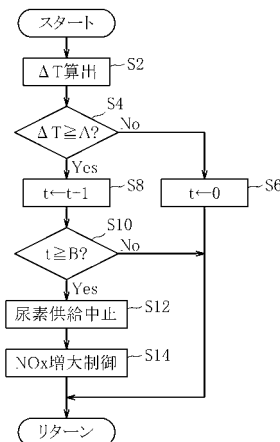 スタート
ΔT算出
S2
S4
ΔT≧A?
No
Yes
t←t-1
S8
t←0
S6
S10
t≧B?
No
Yes
尿素供給中止
S12
NOx増大制御
S14
リターン